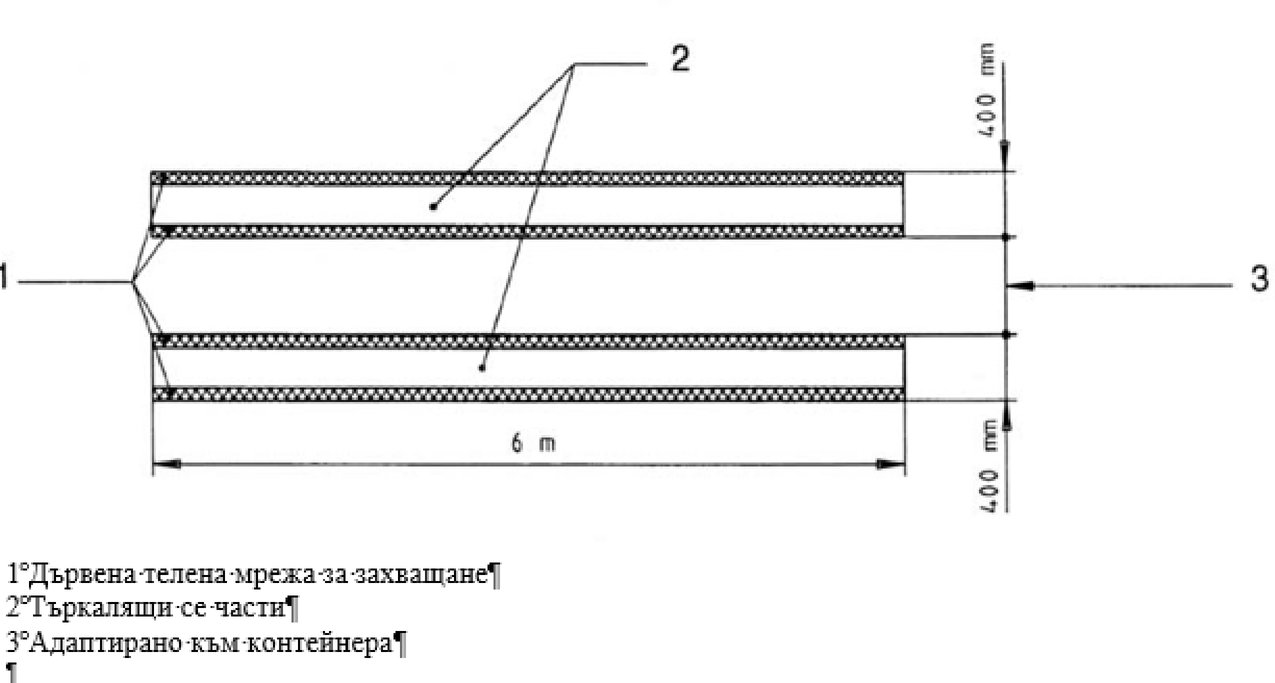 2
400 mm
1
3
6 m
400 mm
1°Дървена·телена·мрежа·за·захващане¶
2°Търкалящи·се·части¶
3°Адаптирано·към·контейнера¶
¶